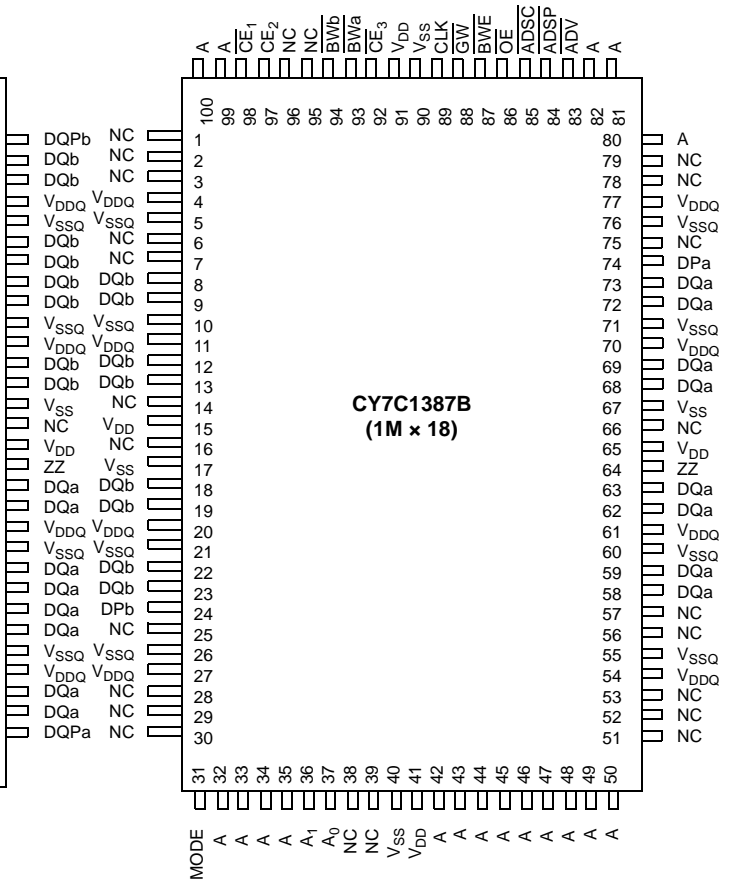 A A CE1 CE2 NC NC BWb BWa CE3 VDD VSS CLK GW BWE OE ADSC ADSP ADV A A
100 99 98 97 96 95 94 93 92 91 90 89 88 87 86 85 84 83 82 81
DQPb NC 1 80 A
DQb NC 2 79 NC
DQb NC 3 78 NC
VDDQ VDDQ 4 77 VDDQ
VSSQ VSSQ 5 76 VSSQ
DQb NC 6 75 NC
DQb NC 7 74 DPa
DQb DQb 8 73 DQa
DQb DQb 9 72 DQa
VSSQ VSSQ 10 71 VSSQ
VDDQ VDDQ 11 70 VDDQ
DQb DQb 12 69 DQa
DQb DQb 13 68 DQa
VSS NC 14 CY7C1387B 67 VSS
NC VDD 15 (1M × 18) 66 NC
VDD NC 16 65 VDD
ZZ VSS 17 64 ZZ
DQa DQb 18 63 DQa
DQa DQb 19 62 DQa
VDDQ VDDQ 20 61 VDDQ
VSSQ VSSQ 21 60 VSSQ
DQa DQb 22 59 DQa
DQa DQb 23 58 DQa
DQa DPb 24 57 NC
DQa NC 25 56 NC
VSSQ VSSQ 26 55 VSSQ
VDDQ VDDQ 27 54 VDDQ
DQa NC 28 53 NC
DQa NC 29 52 NC
DQPa NC 30 51 NC
31 32 33 34 35 36 37 38 39 40 41 42 43 44 45 46 47 48 49 50
MODE A A A A A1 A0 NC NC VSS VDD A A A A A A A A A